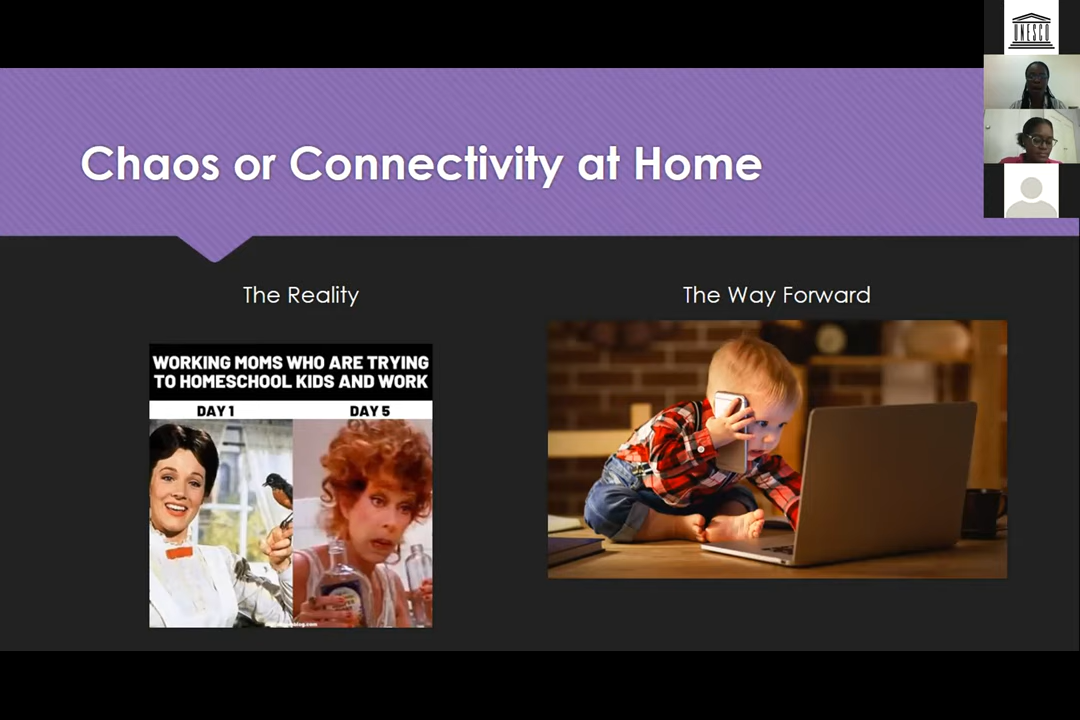 UNESCO
Chaos or Connectivity at Home
The Reality
The Way Forward
WORKING MOMS WHO ARE TRYING
TO HOMESCHOOL KIDS AND WORK
DAY 1
DAY 5